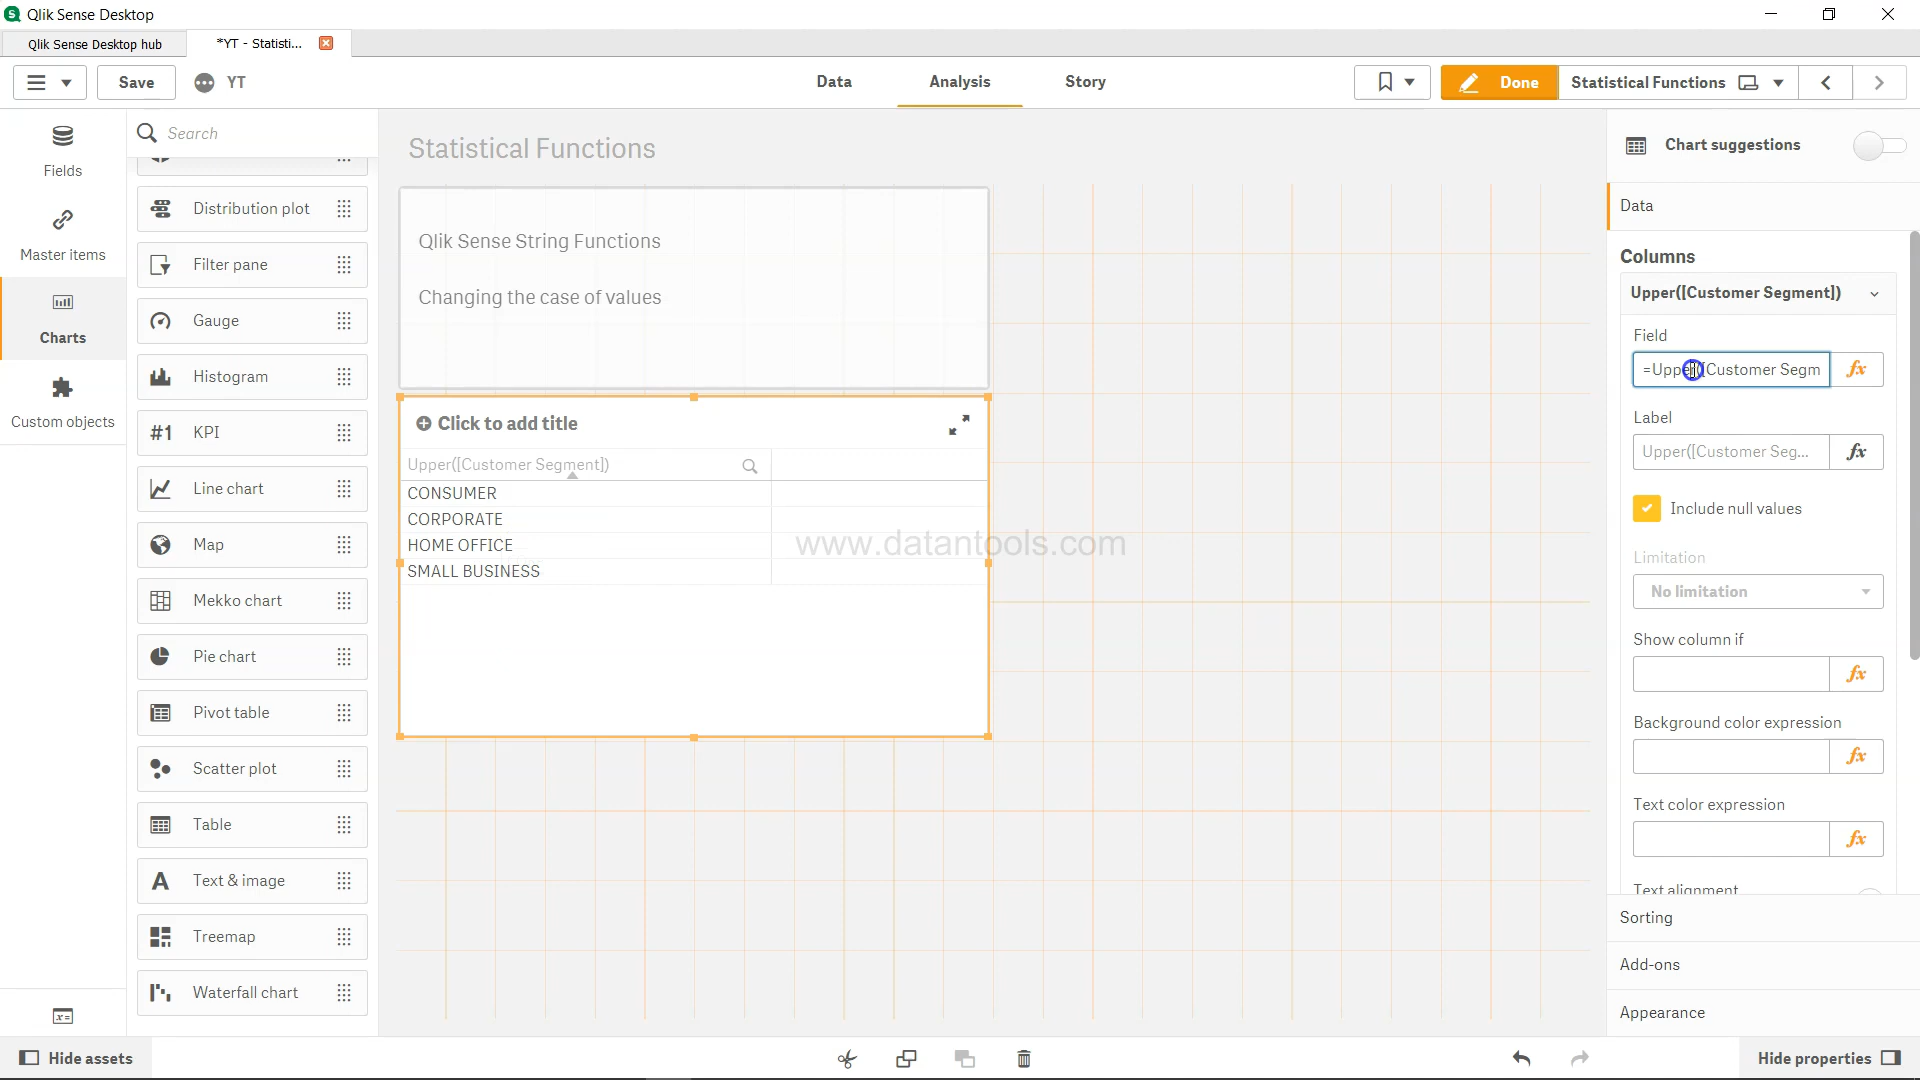 Qlik Sense Desktop
Qlik Sense Desktop hub
*YT - Statisti...
Save
YT
Data
Analysis
Story
Done
Statistical Functions
Fields
Master items
Charts
Custom objects
Search
Distribution plot
Filter pane
Gauge
Histogram
#1 KPI
Line chart
Map
Mekko chart
Pie chart
Pivot table
Scatter plot
Table
A Text & image
Treemap
Waterfall chart
Statistical Functions
Qlik Sense String Functions
Changing the case of values
Click to add title
Upper([Customer Segment])
CONSUMER
CORPORATE
HOME OFFICE
SMALL BUSINESS
www.datantools.com
Chart suggestions
Data
Columns
Upper([Customer Segment])
Field
=Upper([Customer Segm
fx
Label
Upper([Customer Seg...
fx
Include null values
Limitation
No limitation
Show column if
fx
Background color expression
fx
Text color expression
fx
Text alignment
Sorting
Add-ons
Appearance
Hide assets
Hide properties